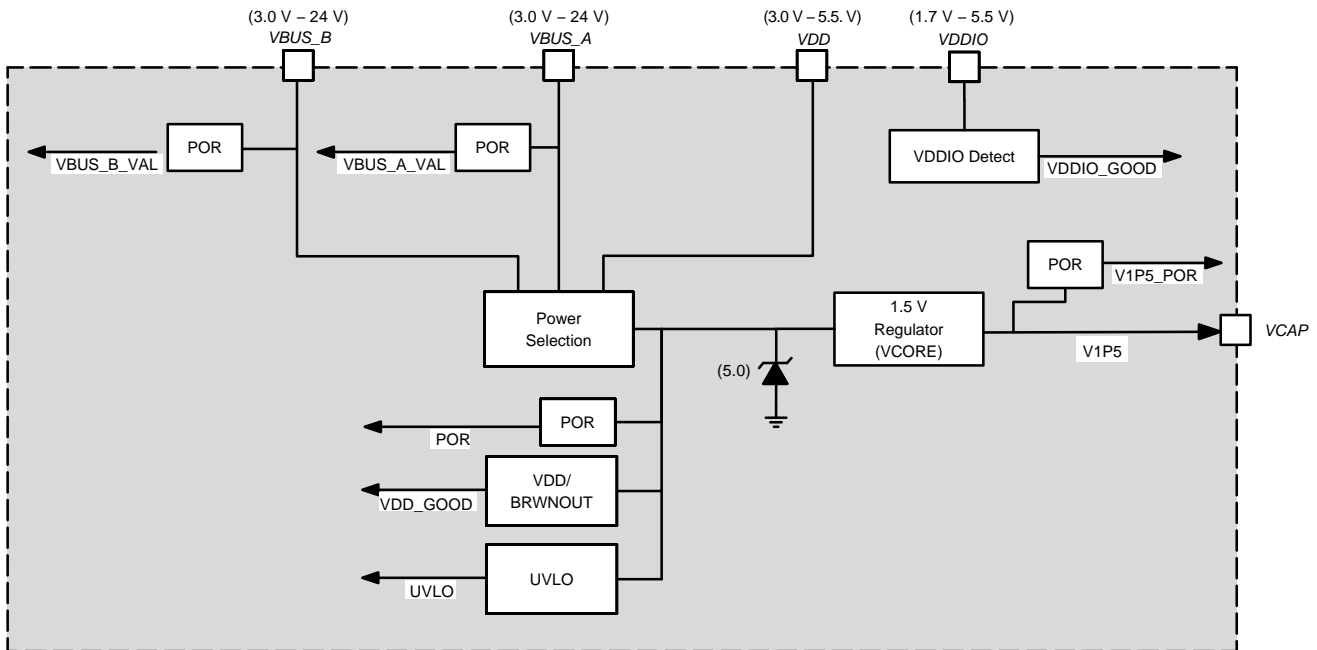 (3.0 V – 24 V)
VBUS_B
(3.0 V – 24 V)
VBUS_A
(3.0 V – 5.5. V)
VDD
(1.7 V – 5.5 V)
VDDIO
POR
VBUS_B_VAL
POR
VBUS_A_VAL
VDDIO Detect
VDDIO_GOOD
POR
V1P5_POR
Power
Selection
1.5 V
Regulator
(VCORE)
V1P5
VCAP
(5.0)
POR
POR
VDD/
BRWNOUT
VDD_GOOD
UVLO
UVLO